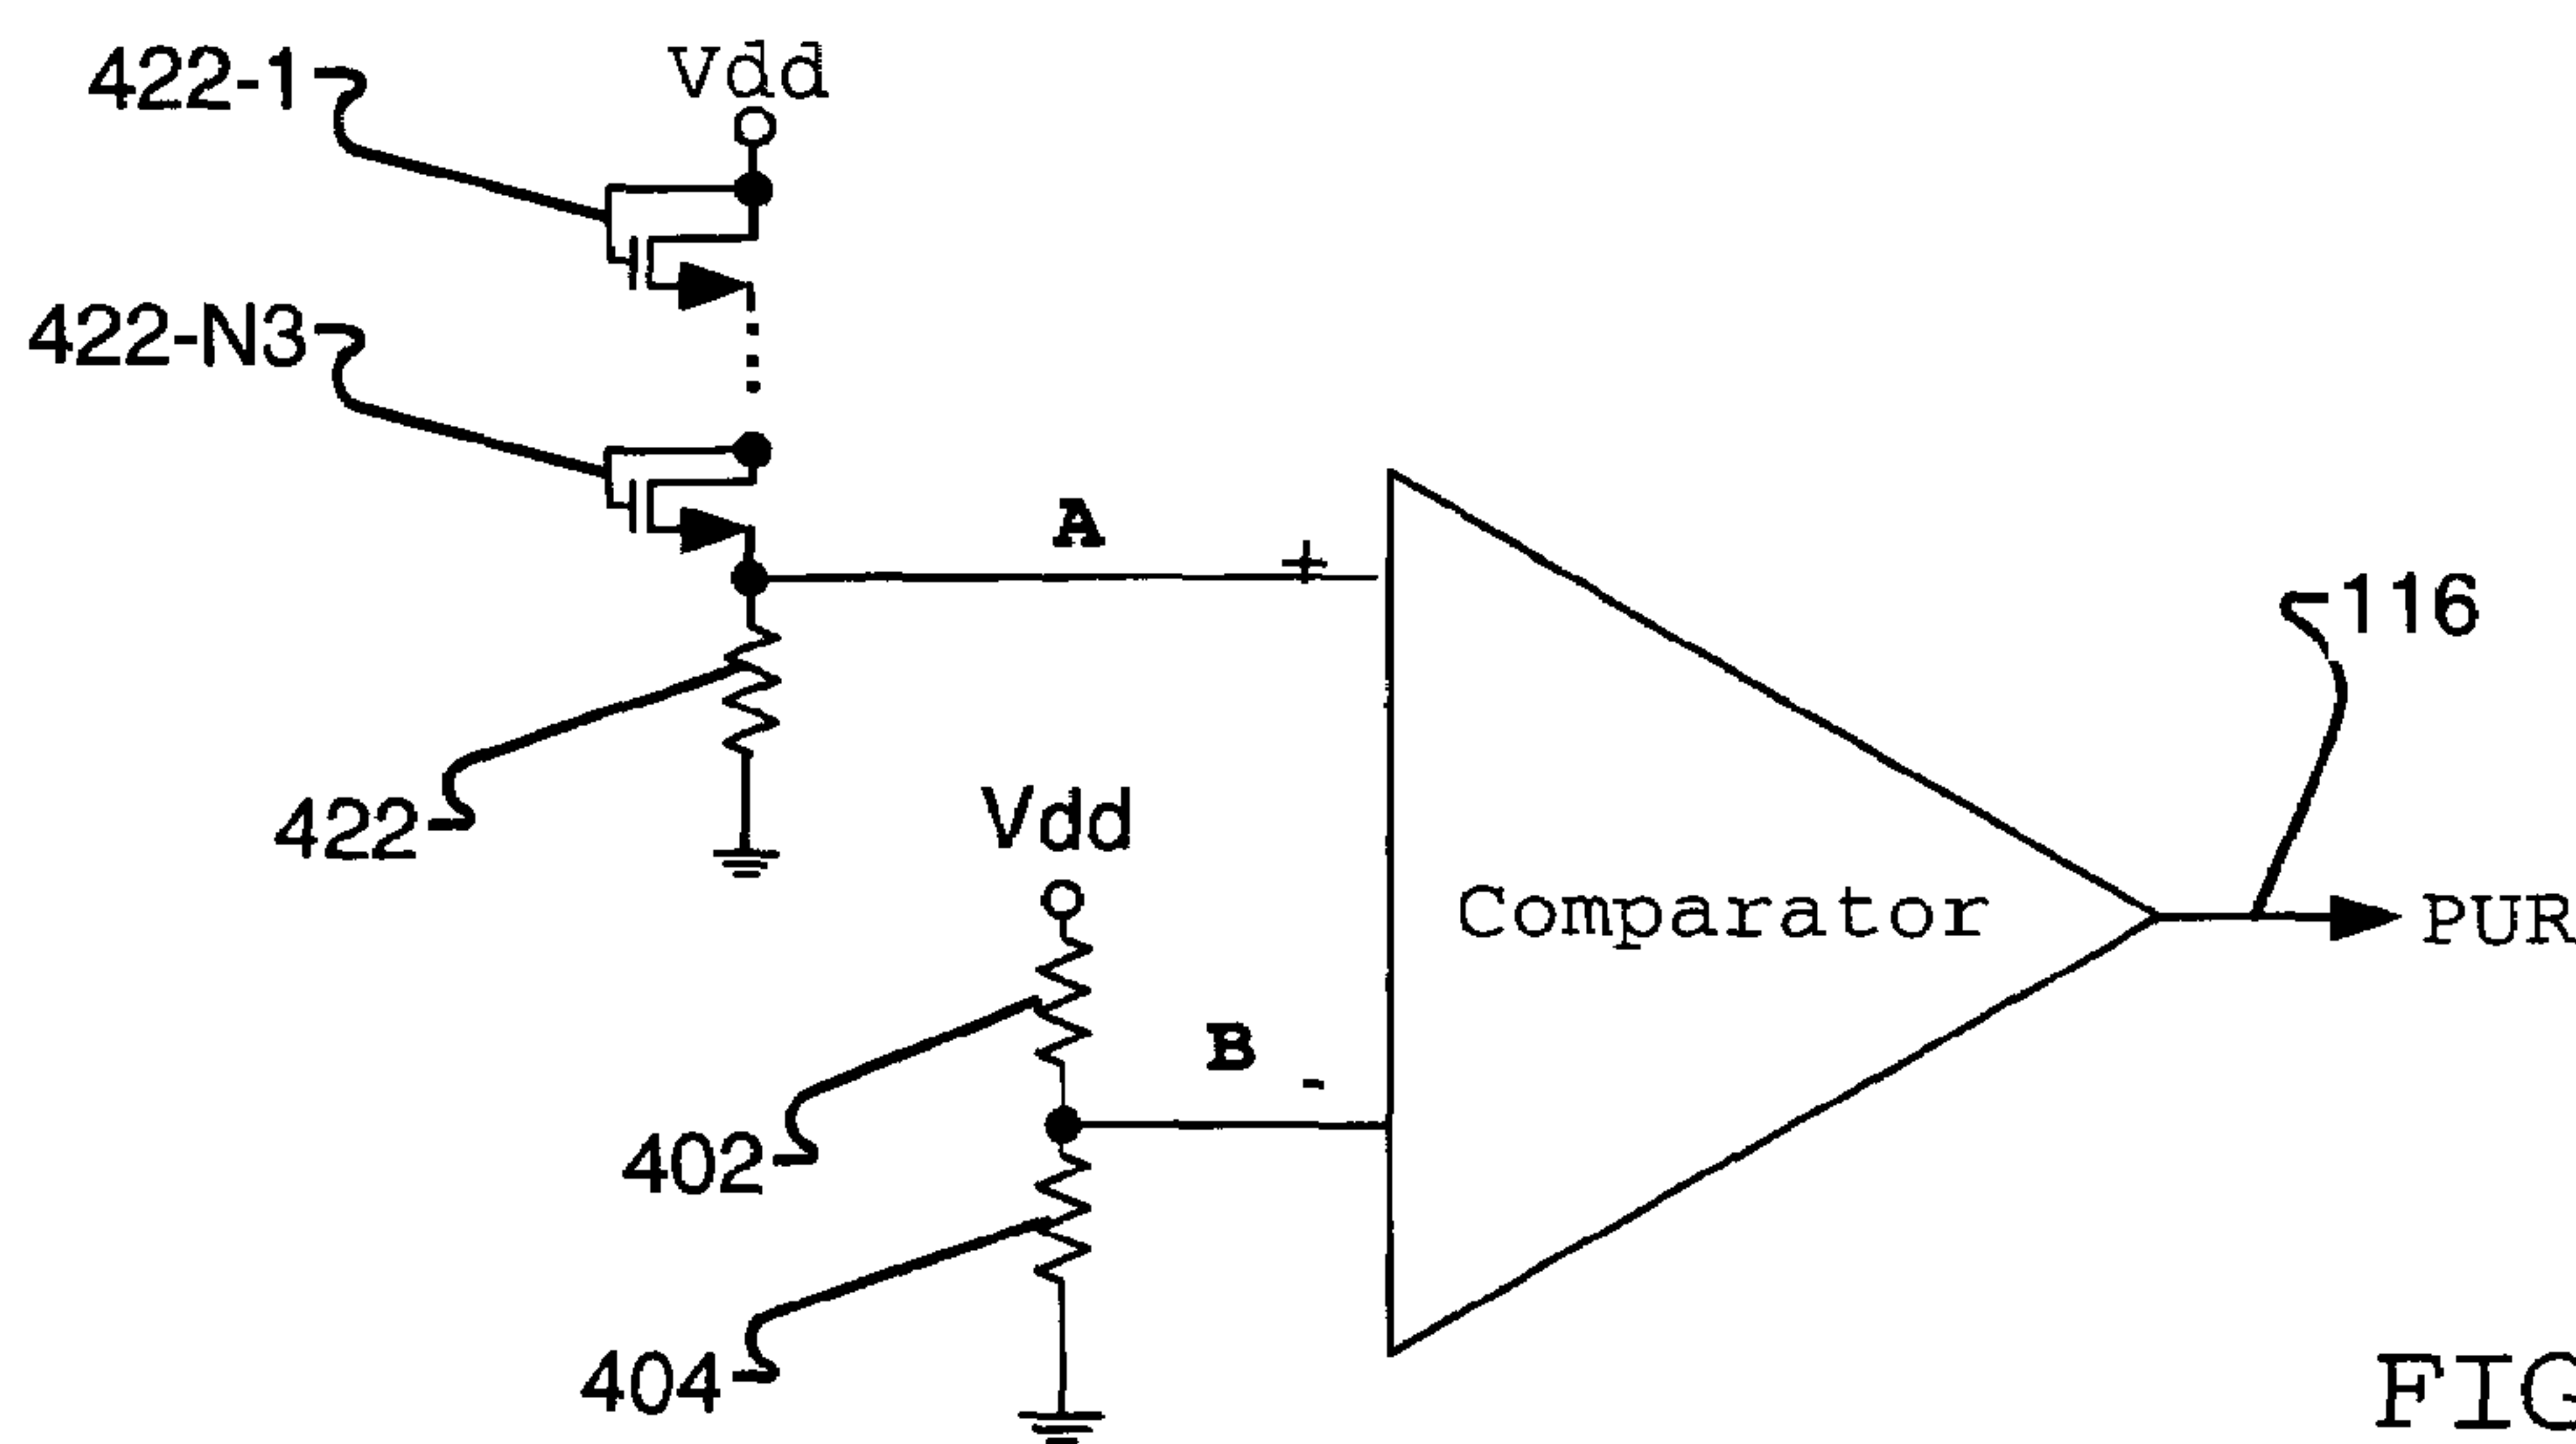 422-1
Vdd
422-N3
A
+
116
422
Vdd
Comparator
PUR
B
-
402
404
FIG